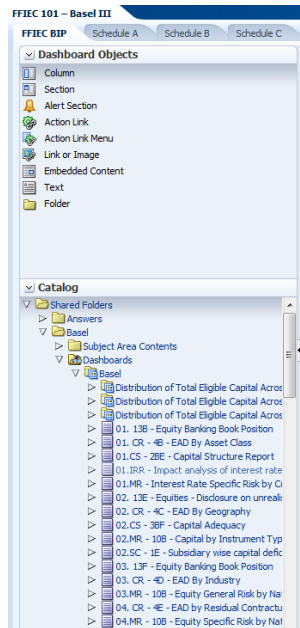 FFIEC 101 – Basel III
FFIEC BIP Schedule A Schedule B Schedule C
Dashboard Objects
Column
Section
Alert Section
Action Link
Action Link Menu
Link or Image
Embedded Content
Text
Folder
Catalog
Shared Folders
Answers
Basel
Subject Area Contents
Dashboards
Basel
Distribution of Total Eligible Capital Acros
Distribution of Total Eligible Capital Acros
Distribution of Total Eligible Capital Acros
01. 13B - Equity Banking Book Position
01. CR - 4B - EAD By Asset Class
01.CS - 2BE - Capital Structure Report
01.IRR - Impact analysis of interest rate
01.MR - Interest Rate Specific Risk by C
02. 13E - Equities - Disclosure on unreali
02. CR - 4C - EAD By Geography
02.CS - 3BF - Capital Adequacy
02.MR - 10B - Capital by Instrument Typ
02.SC - 1E - Subsidiary wise capital defic
03. 13F - Equity Banking Book Position
03. CR - 4D - EAD By Industry
03.MR - 10B - Equity General Risk by Na
04. CR - 4E - EAD by Residual Contractu
04.MR - 10B - Equity Specific Risk by Nat